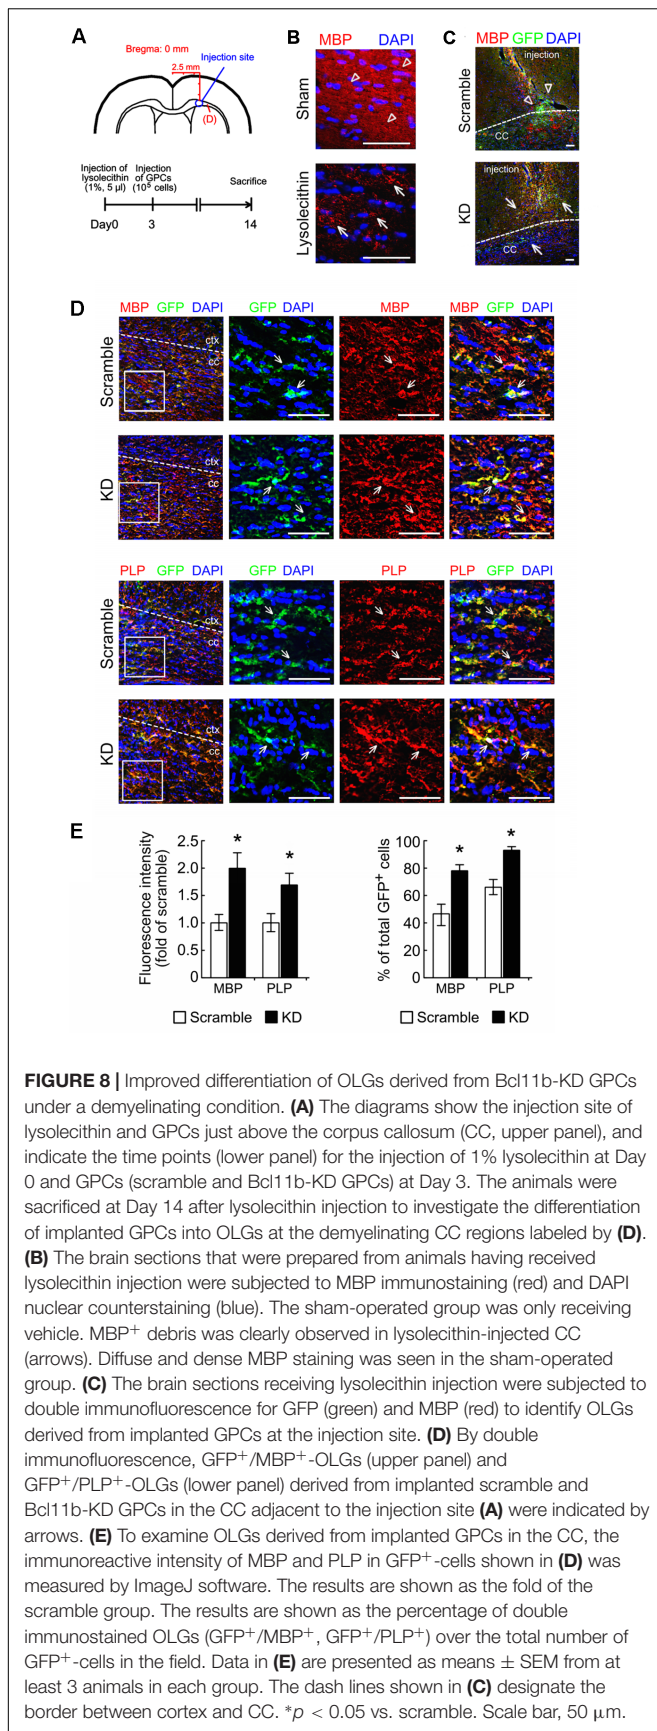 A
Bregma: 0 mm
2.5 mm
Injection site
(D)
Injection of lysolecithin (1%, 5 µl)
Injection of GPCs (10⁵ cells)
Sacrifice
Day0 3 14
B
MBP DAPI
Sham
Lysolecithin
C
MBP GFP DAPI
Scramble
injection
CC
KD
injection
CC
D
MBP GFP DAPI GFP DAPI MBP MBP GFP DAPI
Scramble
ctx
cc
KD
ctx
cc
PLP GFP DAPI GFP DAPI PLP PLP GFP DAPI
Scramble
ctx
cc
KD
ctx
cc
E
Fluorescence intensity
(fold of scramble)
2.5
2.0
1.5
1.0
0.5
0.0
* *
MBP PLP
Scramble KD
% of total GFP⁺ cells
100
80
60
40
20
0
* *
MBP PLP
Scramble KD
FIGURE 8 | Improved differentiation of OLGs derived from Bcl11b-KD GPCs
under a demyelinating condition. (A) The diagrams show the injection site of
lysolecithin and GPCs just above the corpus callosum (CC, upper panel), and
indicate the time points (lower panel) for the injection of 1% lysolecithin at Day
0 and GPCs (scramble and Bcl11b-KD GPCs) at Day 3. The animals were
sacrificed at Day 14 after lysolecithin injection to investigate the differentiation
of implanted GPCs into OLGs at the demyelinating CC regions labeled by (D).
(B) The brain sections that were prepared from animals having received
lysolecithin injection were subjected to MBP immunostaining (red) and DAPI
nuclear counterstaining (blue). The sham-operated group was only receiving
vehicle. MBP⁺ debris was clearly observed in lysolecithin-injected CC
(arrows). Diffuse and dense MBP staining was seen in the sham-operated
group. (C) The brain sections receiving lysolecithin injection were subjected to
double immunofluorescence for GFP (green) and MBP (red) to identify OLGs
derived from implanted GPCs at the injection site. (D) By double
immunofluorescence, GFP⁺/MBP⁺-OLGs (upper panel) and
GFP⁺/PLP⁺-OLGs (lower panel) derived from implanted scramble and
Bcl11b-KD GPCs in the CC adjacent to the injection site (A) were indicated by
arrows. (E) To examine OLGs derived from implanted GPCs in the CC, the
immunoreactive intensity of MBP and PLP in GFP⁺-cells shown in (D) was
measured by ImageJ software. The results are shown as the fold of the
scramble group. The results are shown as the percentage of double
immunostained OLGs (GFP⁺/MBP⁺, GFP⁺/PLP⁺) over the total number of
GFP⁺-cells in the field. Data in (E) are presented as means ± SEM from at
least 3 animals in each group. The dash lines shown in (C) designate the
border between cortex and CC. *p < 0.05 vs. scramble. Scale bar, 50 µm.